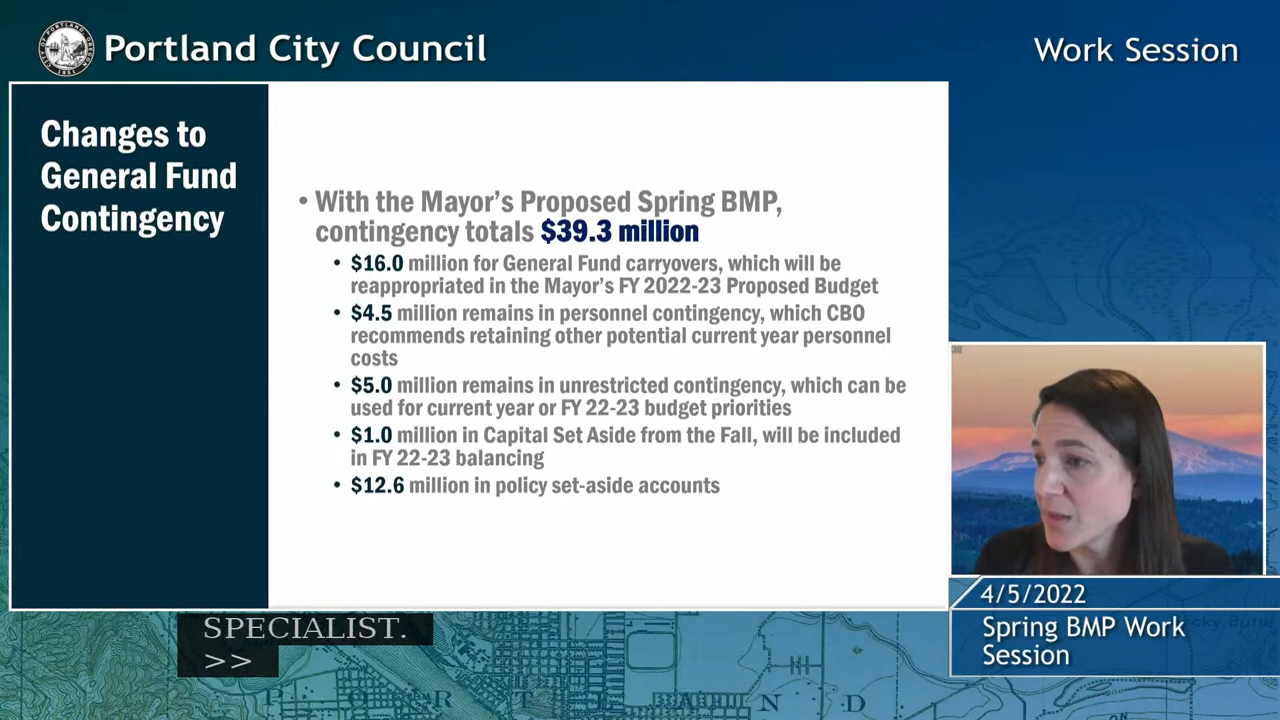 Portland City Council
Work Session
Changes to
General Fund
Contingency
• With the Mayor's Proposed Spring BMP,
contingency totals $39.3 million
• $16.0 million for General Fund carryovers, which will be
reappropriated in the Mayor's FY 2022-23 Proposed Budget
• $4.5 million remains in personnel contingency, which CBO
recommends retaining other potential current year personnel
costs
• $5.0 million remains in unrestricted contingency, which can be
used for current year or FY 22-23 budget priorities
• $1.0 million in Capital Set Aside from the Fall, will be included
in FY 22-23 balancing
• $12.6 million in policy set-aside accounts
4/5/2022
Spring BMP Work
Session
SPECIALIST.
>>
P O R T L A N D